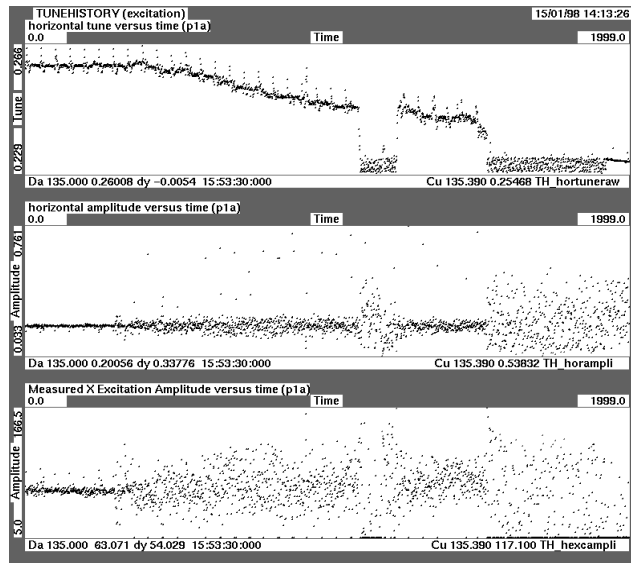 TUNEHISTORY (excitation)
15/01/98 14:13:26
horizontal tune versus time (p1a)
0.0 Time 1999.0
0.266
Tune
0.229
Da 135.000 0.26008 dy -0.0054 15:53:30:000
Cu 135.390 0.25468 TH_hortuneraw
horizontal amplitude versus time (p1a)
0.0 Time 1999.0
0.761
Amplitude
0.033
Da 135.000 0.20056 dy 0.33776 15:53:30:000
Cu 135.390 0.53832 TH_horampli
Measured X Excitation Amplitude versus time (p1a)
0.0 Time 1999.0
166.5
Amplitude
5.0
Da 135.000 63.071 dy 54.029 15:53:30:000
Cu 135.390 117.100 TH_hexcampli